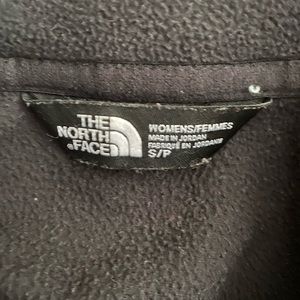 THE
NORTH
FACE
WOMENS/FEMMES
MADE IN JORDAN
FABRIQUÉ EN JORDANIE
S/P